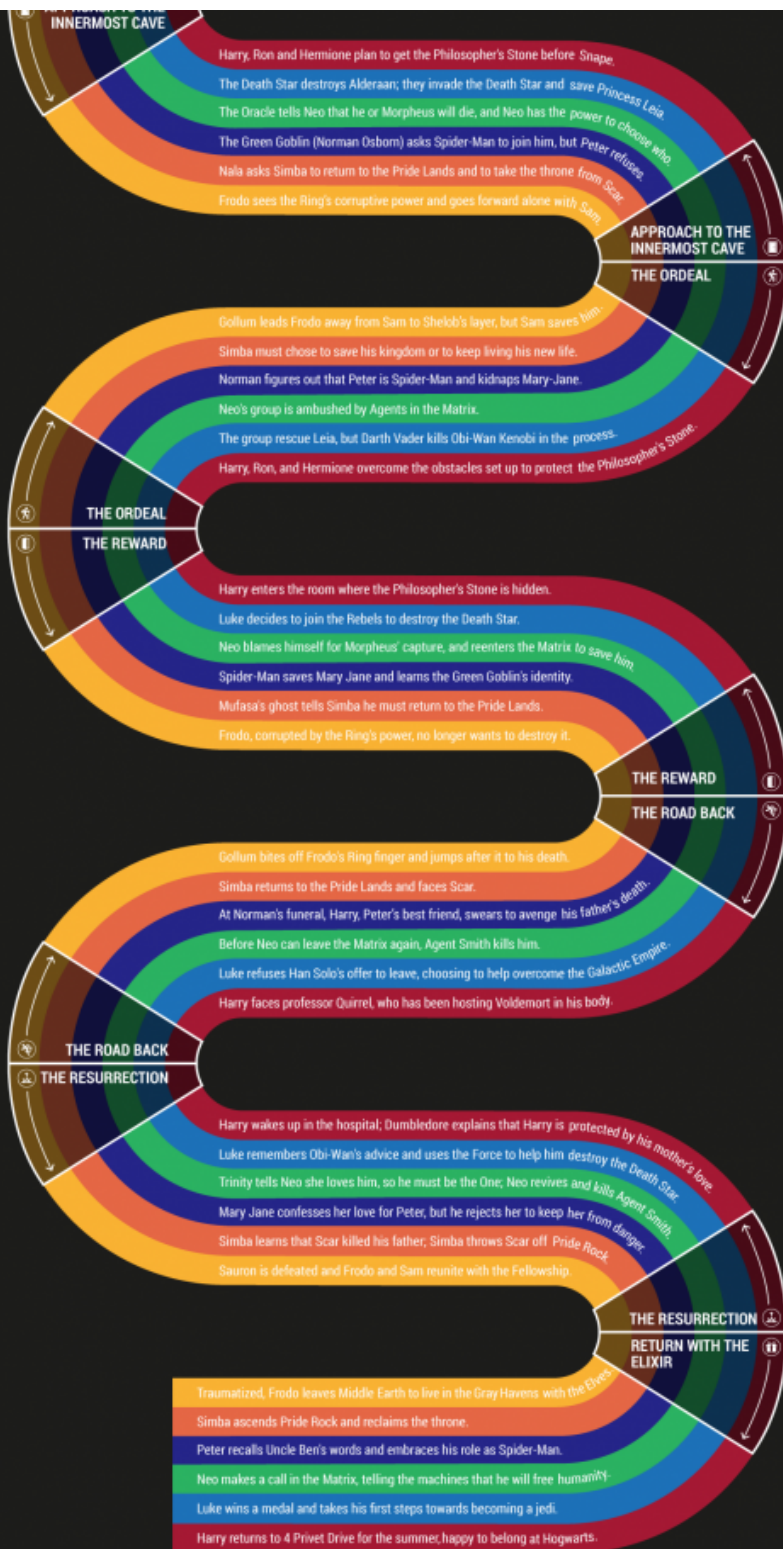 APPROACH TO THE
INNERMOST CAVE
Harry, Ron and Hermione plan to get the Philosopher's Stone before Snape.
The Death Star destroys Alderaan; they invade the Death Star and save Princess Leia.
The Oracle tells Neo that he or Morpheus will die, and Neo has the power to choose who.
The Green Goblin (Norman Osborn) asks Spider-Man to join him, but Peter refuses.
Nala asks Simba to return to the Pride Lands and to take the throne from Scar.
Frodo sees the Ring's corruptive power and goes forward alone with Sam.
APPROACH TO THE
INNERMOST CAVE
THE ORDEAL
Gollum leads Frodo away from Sam to Shelob's layer, but Sam saves him.
Simba must chose to save his kingdom or to keep living his new life.
Norman figures out that Peter is Spider-Man and kidnaps Mary-Jane.
Neo's group is ambushed by Agents in the Matrix.
The group rescue Leia, but Darth Vader kills Obi-Wan Kenobi in the process.
Harry, Ron, and Hermione overcome the obstacles set up to protect the Philosopher's Stone.
THE ORDEAL
THE REWARD
Harry enters the room where the Philosopher's Stone is hidden.
Luke decides to join the Rebels to destroy the Death Star.
Neo blames himself for Morpheus' capture, and reenters the Matrix to save him.
Spider-Man saves Mary Jane and learns the Green Goblin's identity.
Mufasa's ghost tells Simba he must return to the Pride Lands.
Frodo, corrupted by the Ring's power, no longer wants to destroy it.
THE REWARD
THE ROAD BACK
Gollum bites off Frodo's Ring finger and jumps after it to his death.
Simba returns to the Pride Lands and faces Scar.
At Norman's funeral, Harry, Peter's best friend, swears to avenge his father's death.
Before Neo can leave the Matrix again, Agent Smith kills him.
Luke refuses Han Solo's offer to leave, choosing to help overcome the Galactic Empire.
Harry faces professor Quirrel, who has been hosting Voldemort in his body.
THE ROAD BACK
THE RESURRECTION
Harry wakes up in the hospital; Dumbledore explains that Harry is protected by his mother's love.
Luke remembers Obi-Wan's advice and uses the Force to help him destroy the Death Star.
Trinity tells Neo she loves him, so he must be the One; Neo revives and kills Agent Smith.
Mary Jane confesses her love for Peter, but he rejects her to keep her from danger.
Simba learns that Scar killed his father; Simba throws Scar off Pride Rock.
Sauron is defeated and Frodo and Sam reunite with the Fellowship.
THE RESURRECTION
RETURN WITH THE
ELIXIR
Traumatized, Frodo leaves Middle Earth to live in the Gray Havens with the Elves
Simba ascends Pride Rock and reclaims the throne.
Peter recalls Uncle Ben's words and embraces his role as Spider-Man.
Neo makes a call in the Matrix, telling the machines that he will free humanity.
Luke wins a medal and takes his first steps towards becoming a jedi.
Harry returns to 4 Privet Drive for the summer, happy to belong at Hogwarts.